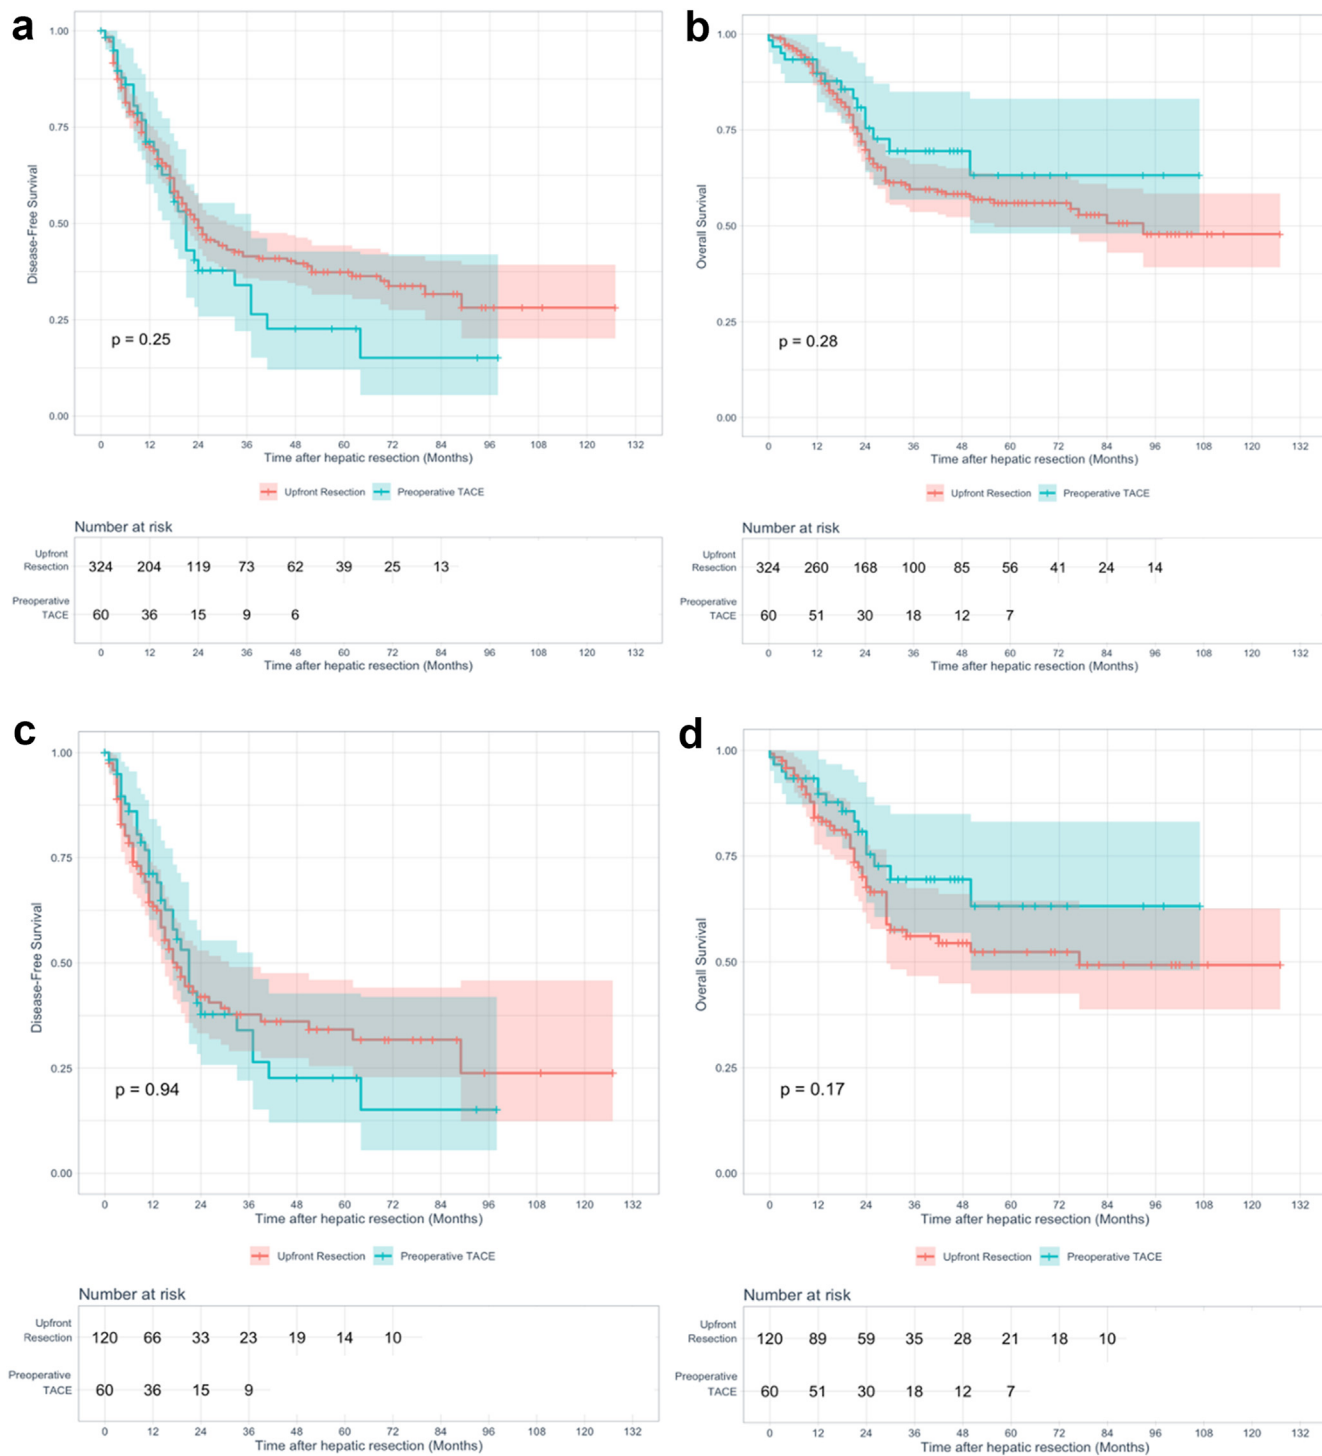 a
Disease-Free Survival
1.00
0.75
0.50
0.25
0.00
p = 0.25
0 12 24 36 48 60 72 84 96 108 120 132
Time after hepatic resection (Months)
Upfront Resection Preoperative TACE
Number at risk
Upfront
Resection 324 204 119 73 62 39 25 13
Preoperative
TACE 60 36 15 9 6
0 12 24 36 48 60 72 84 96 108 120 132
Time after hepatic resection (Months)
b
Overall Survival
1.00
0.75
0.50
0.25
0.00
p = 0.28
0 12 24 36 48 60 72 84 96 108 120 132
Time after hepatic resection (Months)
Upfront Resection Preoperative TACE
Number at risk
Upfront
Resection 324 260 168 100 85 56 41 24 14
Preoperative
TACE 60 51 30 18 12 7
0 12 24 36 48 60 72 84 96 108 120 132
Time after hepatic resection (Months)
c
Disease-Free Survival
1.00
0.75
0.50
0.25
0.00
p = 0.94
0 12 24 36 48 60 72 84 96 108 120 132
Time after hepatic resection (Months)
Upfront Resection Preoperative TACE
Number at risk
Upfront
Resection 120 66 33 23 19 14 10
Preoperative
TACE 60 36 15 9
0 12 24 36 48 60 72 84 96 108 120 132
Time after hepatic resection (Months)
d
Overall Survival
1.00
0.75
0.50
0.25
0.00
p = 0.17
0 12 24 36 48 60 72 84 96 108 120 132
Time after hepatic resection (Months)
Upfront Resection Preoperative TACE
Number at risk
Upfront
Resection 120 89 59 35 28 21 18 10
Preoperative
TACE 60 51 30 18 12 7
0 12 24 36 48 60 72 84 96 108 120 132
Time after hepatic resection (Months)